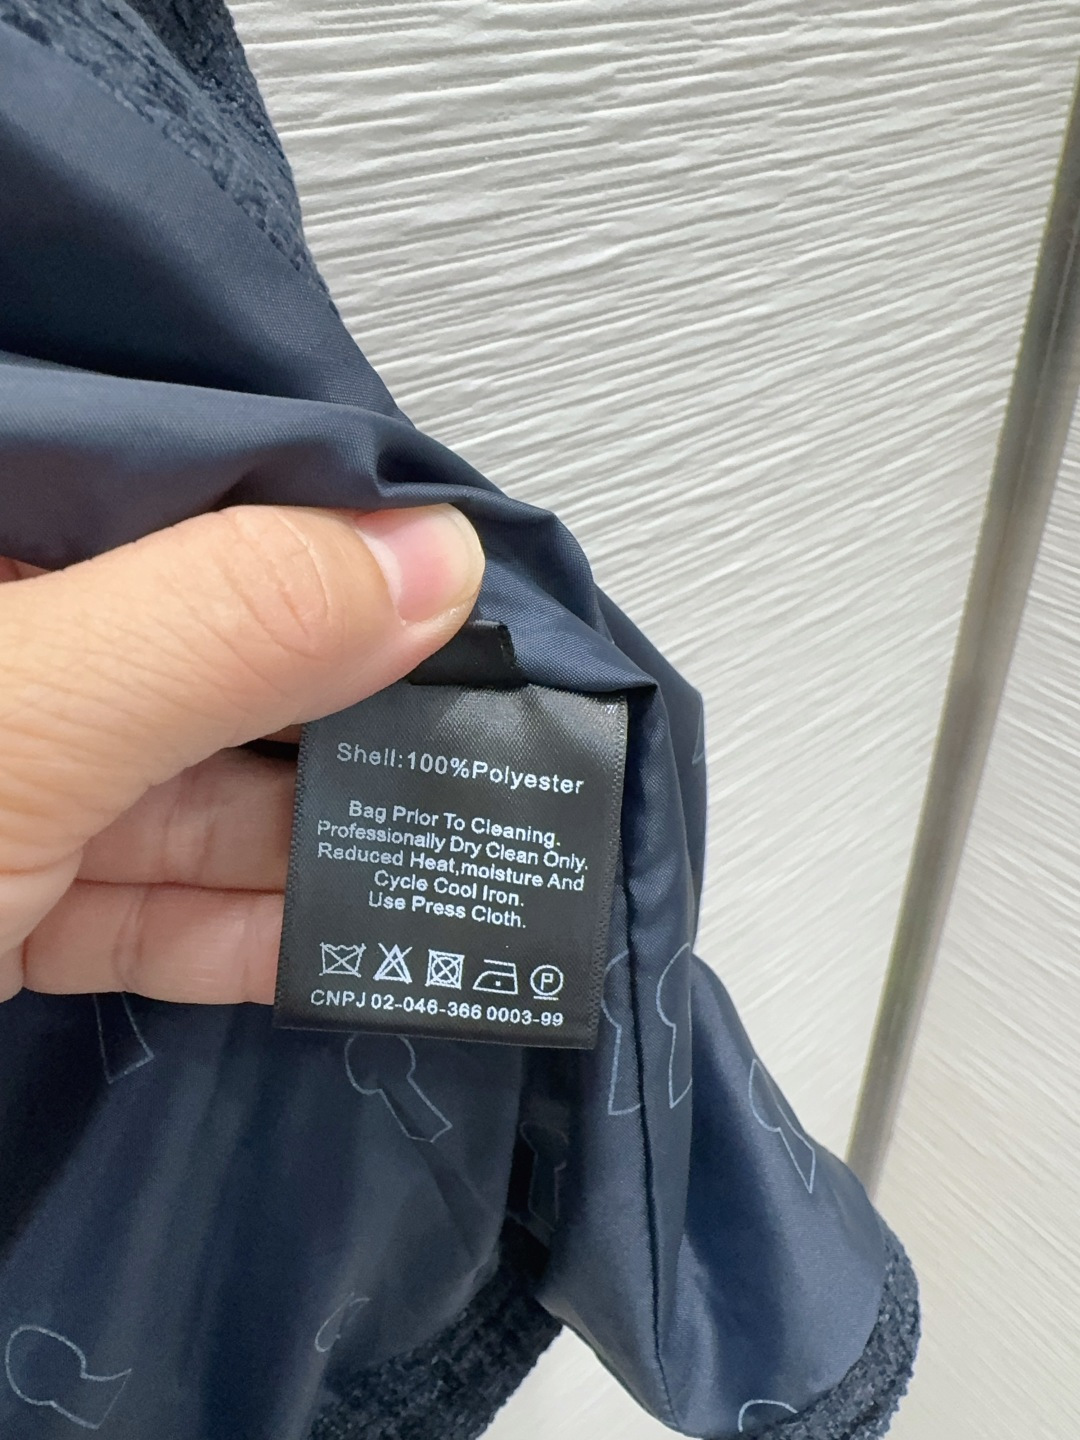 Shell:100%Polyester
Bag Prior To Cleaning.
Professionally Dry Clean Only.
Reduced Heat,moisture And
Cycle Cool Iron.
Use Press Cloth.
P
CNPJ 02-046-366 0003-99